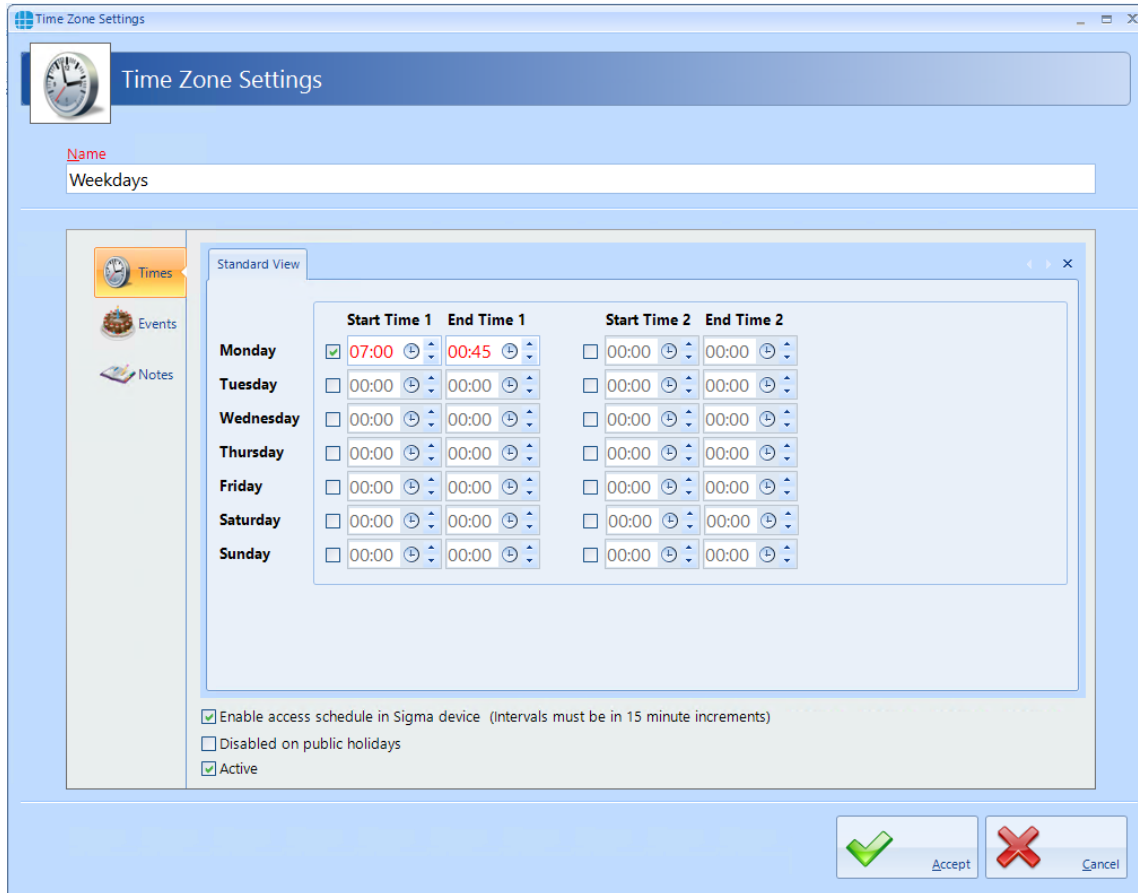 Time Zone Settings
Time Zone Settings
Name
Weekdays
Times
Events
Notes
Standard View
Start Time 1 End Time 1 Start Time 2 End Time 2
Monday 07:00 00:45 00:00 00:00
Tuesday 00:00 00:00 00:00 00:00
Wednesday 00:00 00:00 00:00 00:00
Thursday 00:00 00:00 00:00 00:00
Friday 00:00 00:00 00:00 00:00
Saturday 00:00 00:00 00:00 00:00
Sunday 00:00 00:00 00:00 00:00
Enable access schedule in Sigma device (Intervals must be in 15 minute increments)
Disabled on public holidays
Active
Accept Cancel